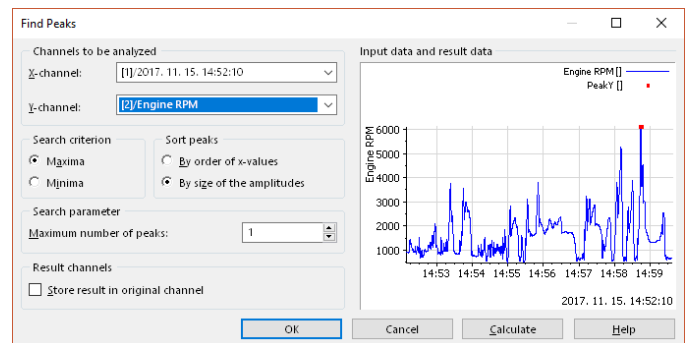 Find Peaks
Channels to be analyzed
X-channel:
[1]/2017. 11. 15. 14:52:10
Y-channel:
[2]/Engine RPM
Search criterion
Maxima
Minima
Sort peaks
By order of x-values
By size of the amplitudes
Search parameter
Maximum number of peaks:
1
Result channels
Store result in original channel
Input data and result data
Engine RPM []
PeakY []
Engine RPM
6000
5000
4000
3000
2000
1000
14:53 14:54 14:55 14:56 14:57 14:58 14:59
2017. 11. 15. 14:52:10
OK
Cancel
Calculate
Help